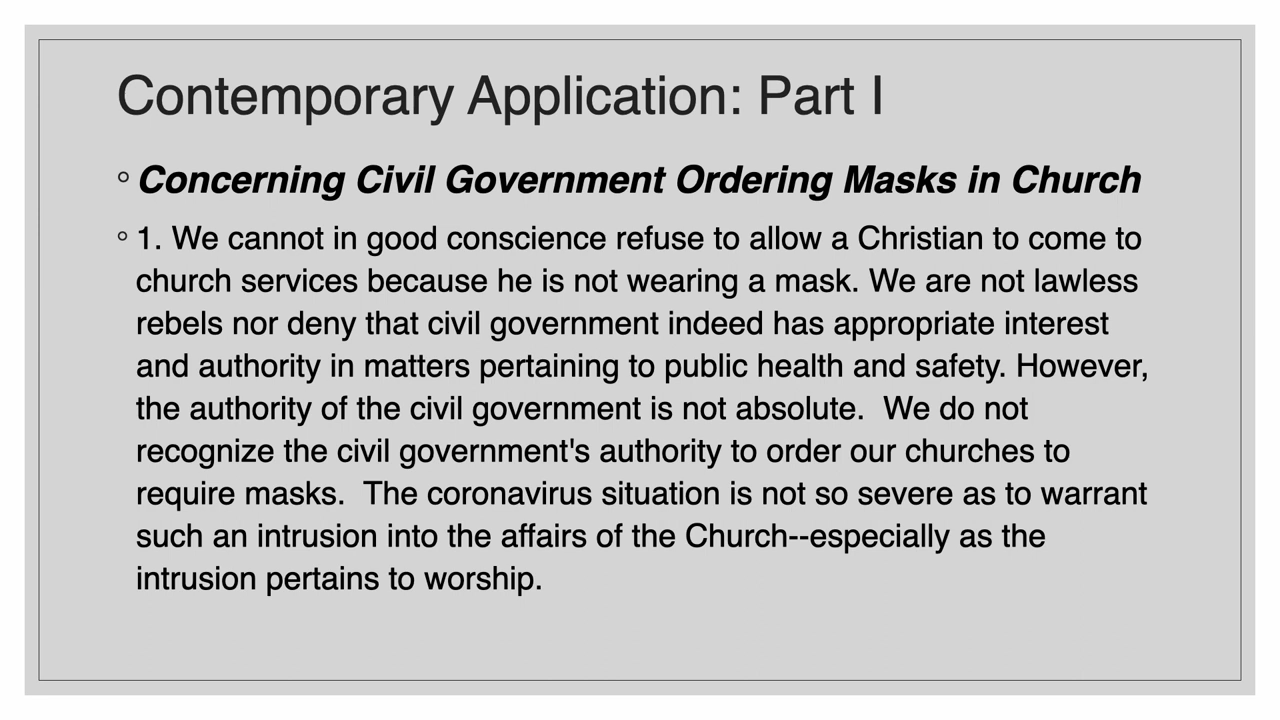 Contemporary Application: Part I
◦ Concerning Civil Government Ordering Masks in Church
◦ 1. We cannot in good conscience refuse to allow a Christian to come to
church services because he is not wearing a mask. We are not lawless
rebels nor deny that civil government indeed has appropriate interest
and authority in matters pertaining to public health and safety. However,
the authority of the civil government is not absolute.  We do not
recognize the civil government's authority to order our churches to
require masks.  The coronavirus situation is not so severe as to warrant
such an intrusion into the affairs of the Church--especially as the
intrusion pertains to worship.